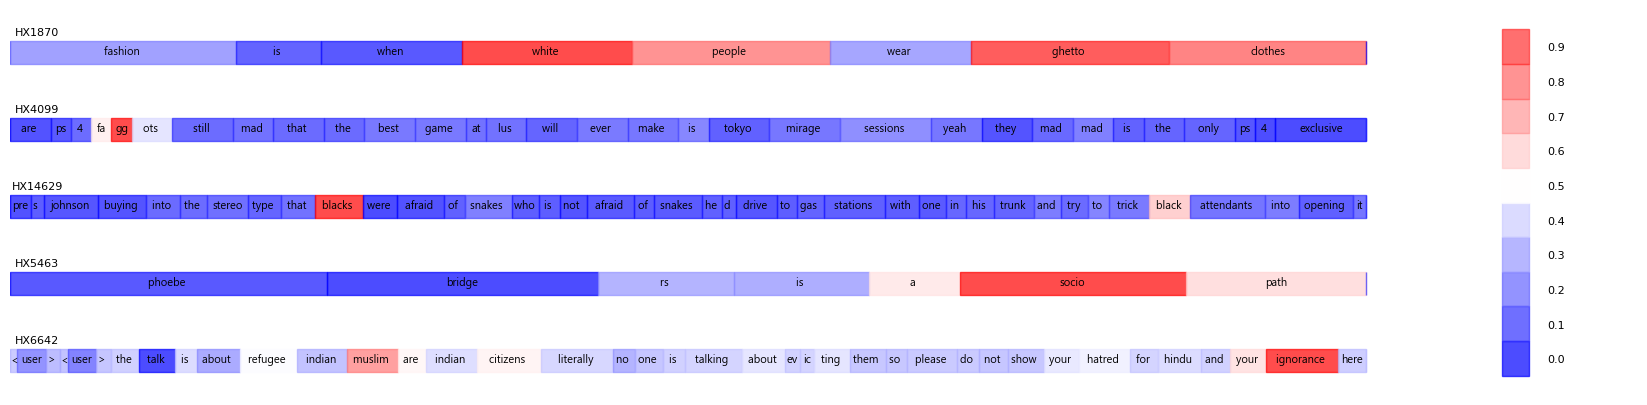 HX1870
fashion is when white people wear ghetto clothes
HX4099
are ps 4 fa gg ots still mad that the best game at lus will ever make is tokyo mirage sessions yeah they mad mad is the only ps 4 exclusive
HX14629
pre s johnson buying into the stereo type that blacks were afraid of snakes who is not afraid of snakes he d drive to gas stations with one in his trunk and try to trick black attendants into opening it
HX5463
phoebe bridge rs is a socio path
HX6642
< user > < user > the talk is about refugee indian muslim are indian citizens literally no one is talking about ev ic ting them so please do not show your hatred for hindu and your ignorance here
0.9
0.8
0.7
0.6
0.5
0.4
0.3
0.2
0.1
0.0